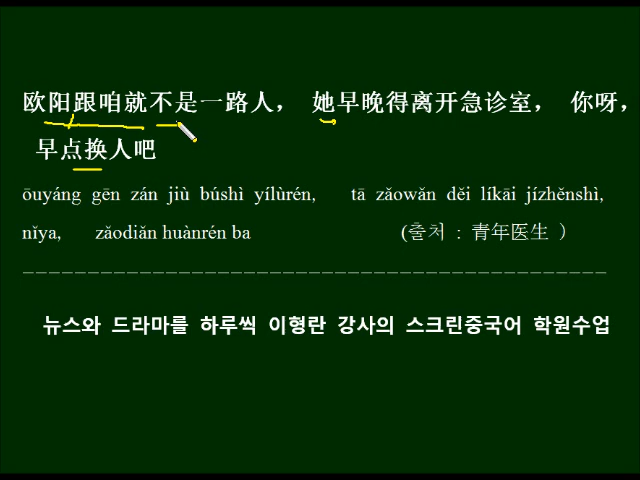 欧阳跟咱就不是一路人， 她早晚得离开急诊室， 你呀，
早点换人吧
ōuyáng gēn zán jiù búshì yílùrén, tā zǎowǎn děi líkāi jízhěnshì,
nǐya, zǎodiǎn huànrén ba (출처 : 青年医生 )
뉴스와 드라마를 하루씩 이형란 강사의 스크린중국어 학원수업